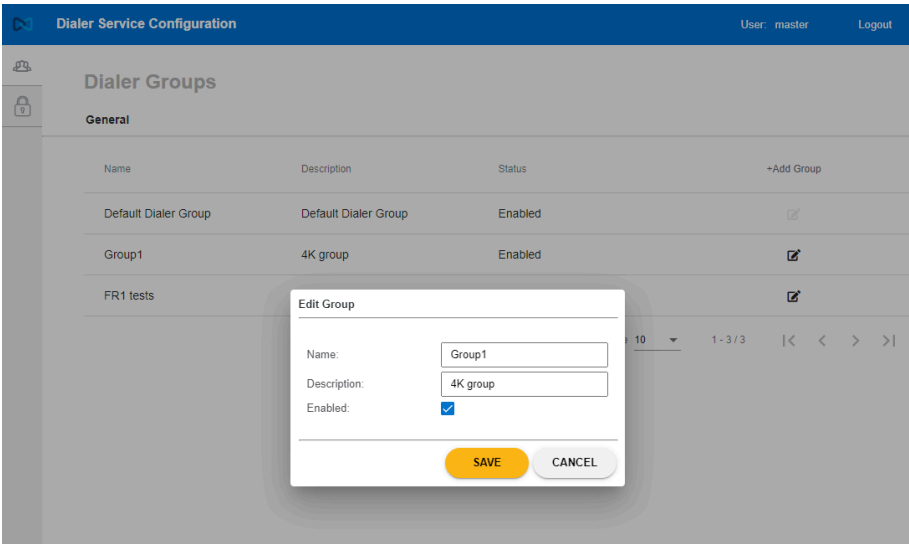 Dialer Service Configuration User: master Logout
Dialer Groups
General
Name Description Status +Add Group
Default Dialer Group Default Dialer Group Enabled
Group1 4K group Enabled
FR1 tests
10 1 - 3 / 3
Edit Group
Name: Group1
Description: 4K group
Enabled:
SAVE CANCEL